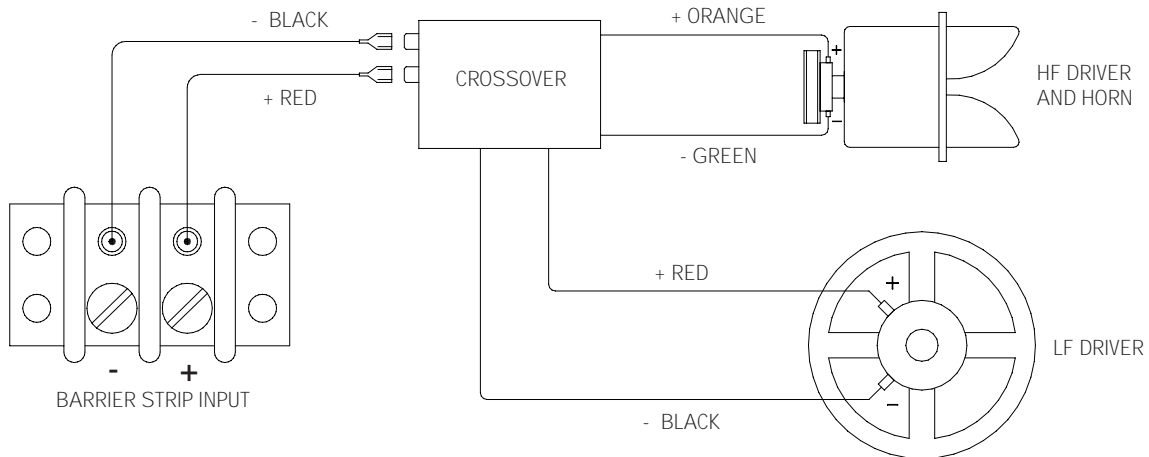 - BLACK
+ RED
CROSSOVER
+ ORANGE
+
-
- GREEN
HF DRIVER
AND HORN
+ RED
+
-
LF DRIVER
- BLACK
- +
BARRIER STRIP INPUT